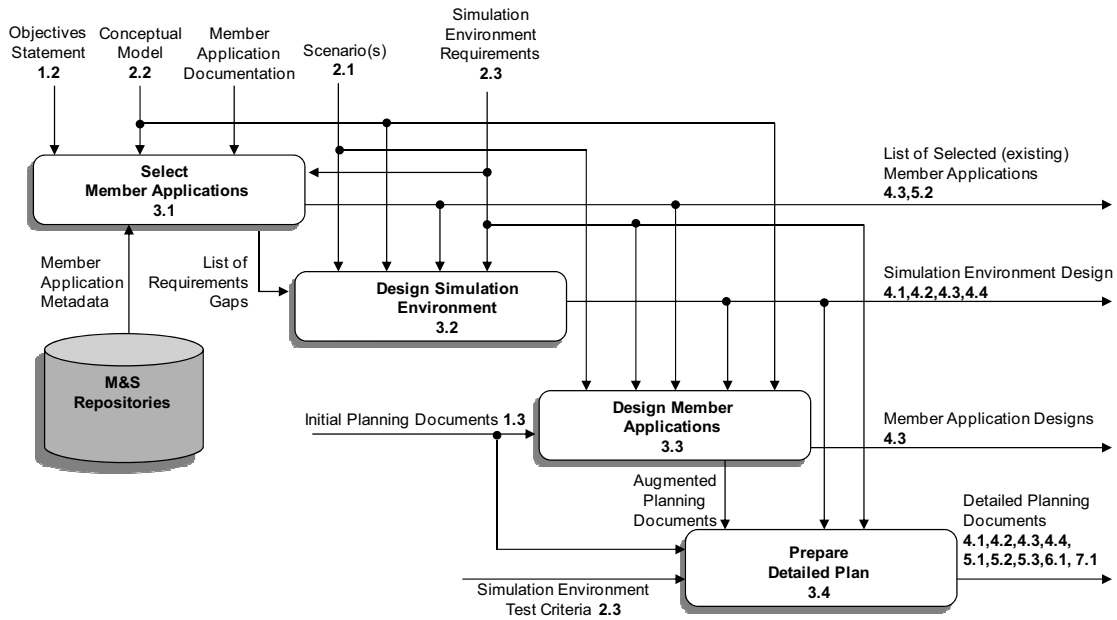 Objectives
Statement
1.2
Conceptual
Model
2.2
Member
Application
Documentation
Scenario(s)
2.1
Simulation
Environment
Requirements
2.3
Select
Member Applications
3.1
List of Selected (existing)
Member Applications
4.3,5.2
Member
Application
Metadata
List of
Requirements
Gaps
Design Simulation
Environment
3.2
Simulation Environment Design
4.1,4.2,4.3,4.4
M&S
Repositories
Initial Planning Documents 1.3
Design Member
Applications
3.3
Member Application Designs
4.3
Augmented
Planning
Documents
Prepare
Detailed Plan
3.4
Detailed Planning
Documents
4.1,4.2,4.3,4.4,
5.1,5.2,5.3,6.1, 7.1
Simulation Environment
Test Criteria 2.3